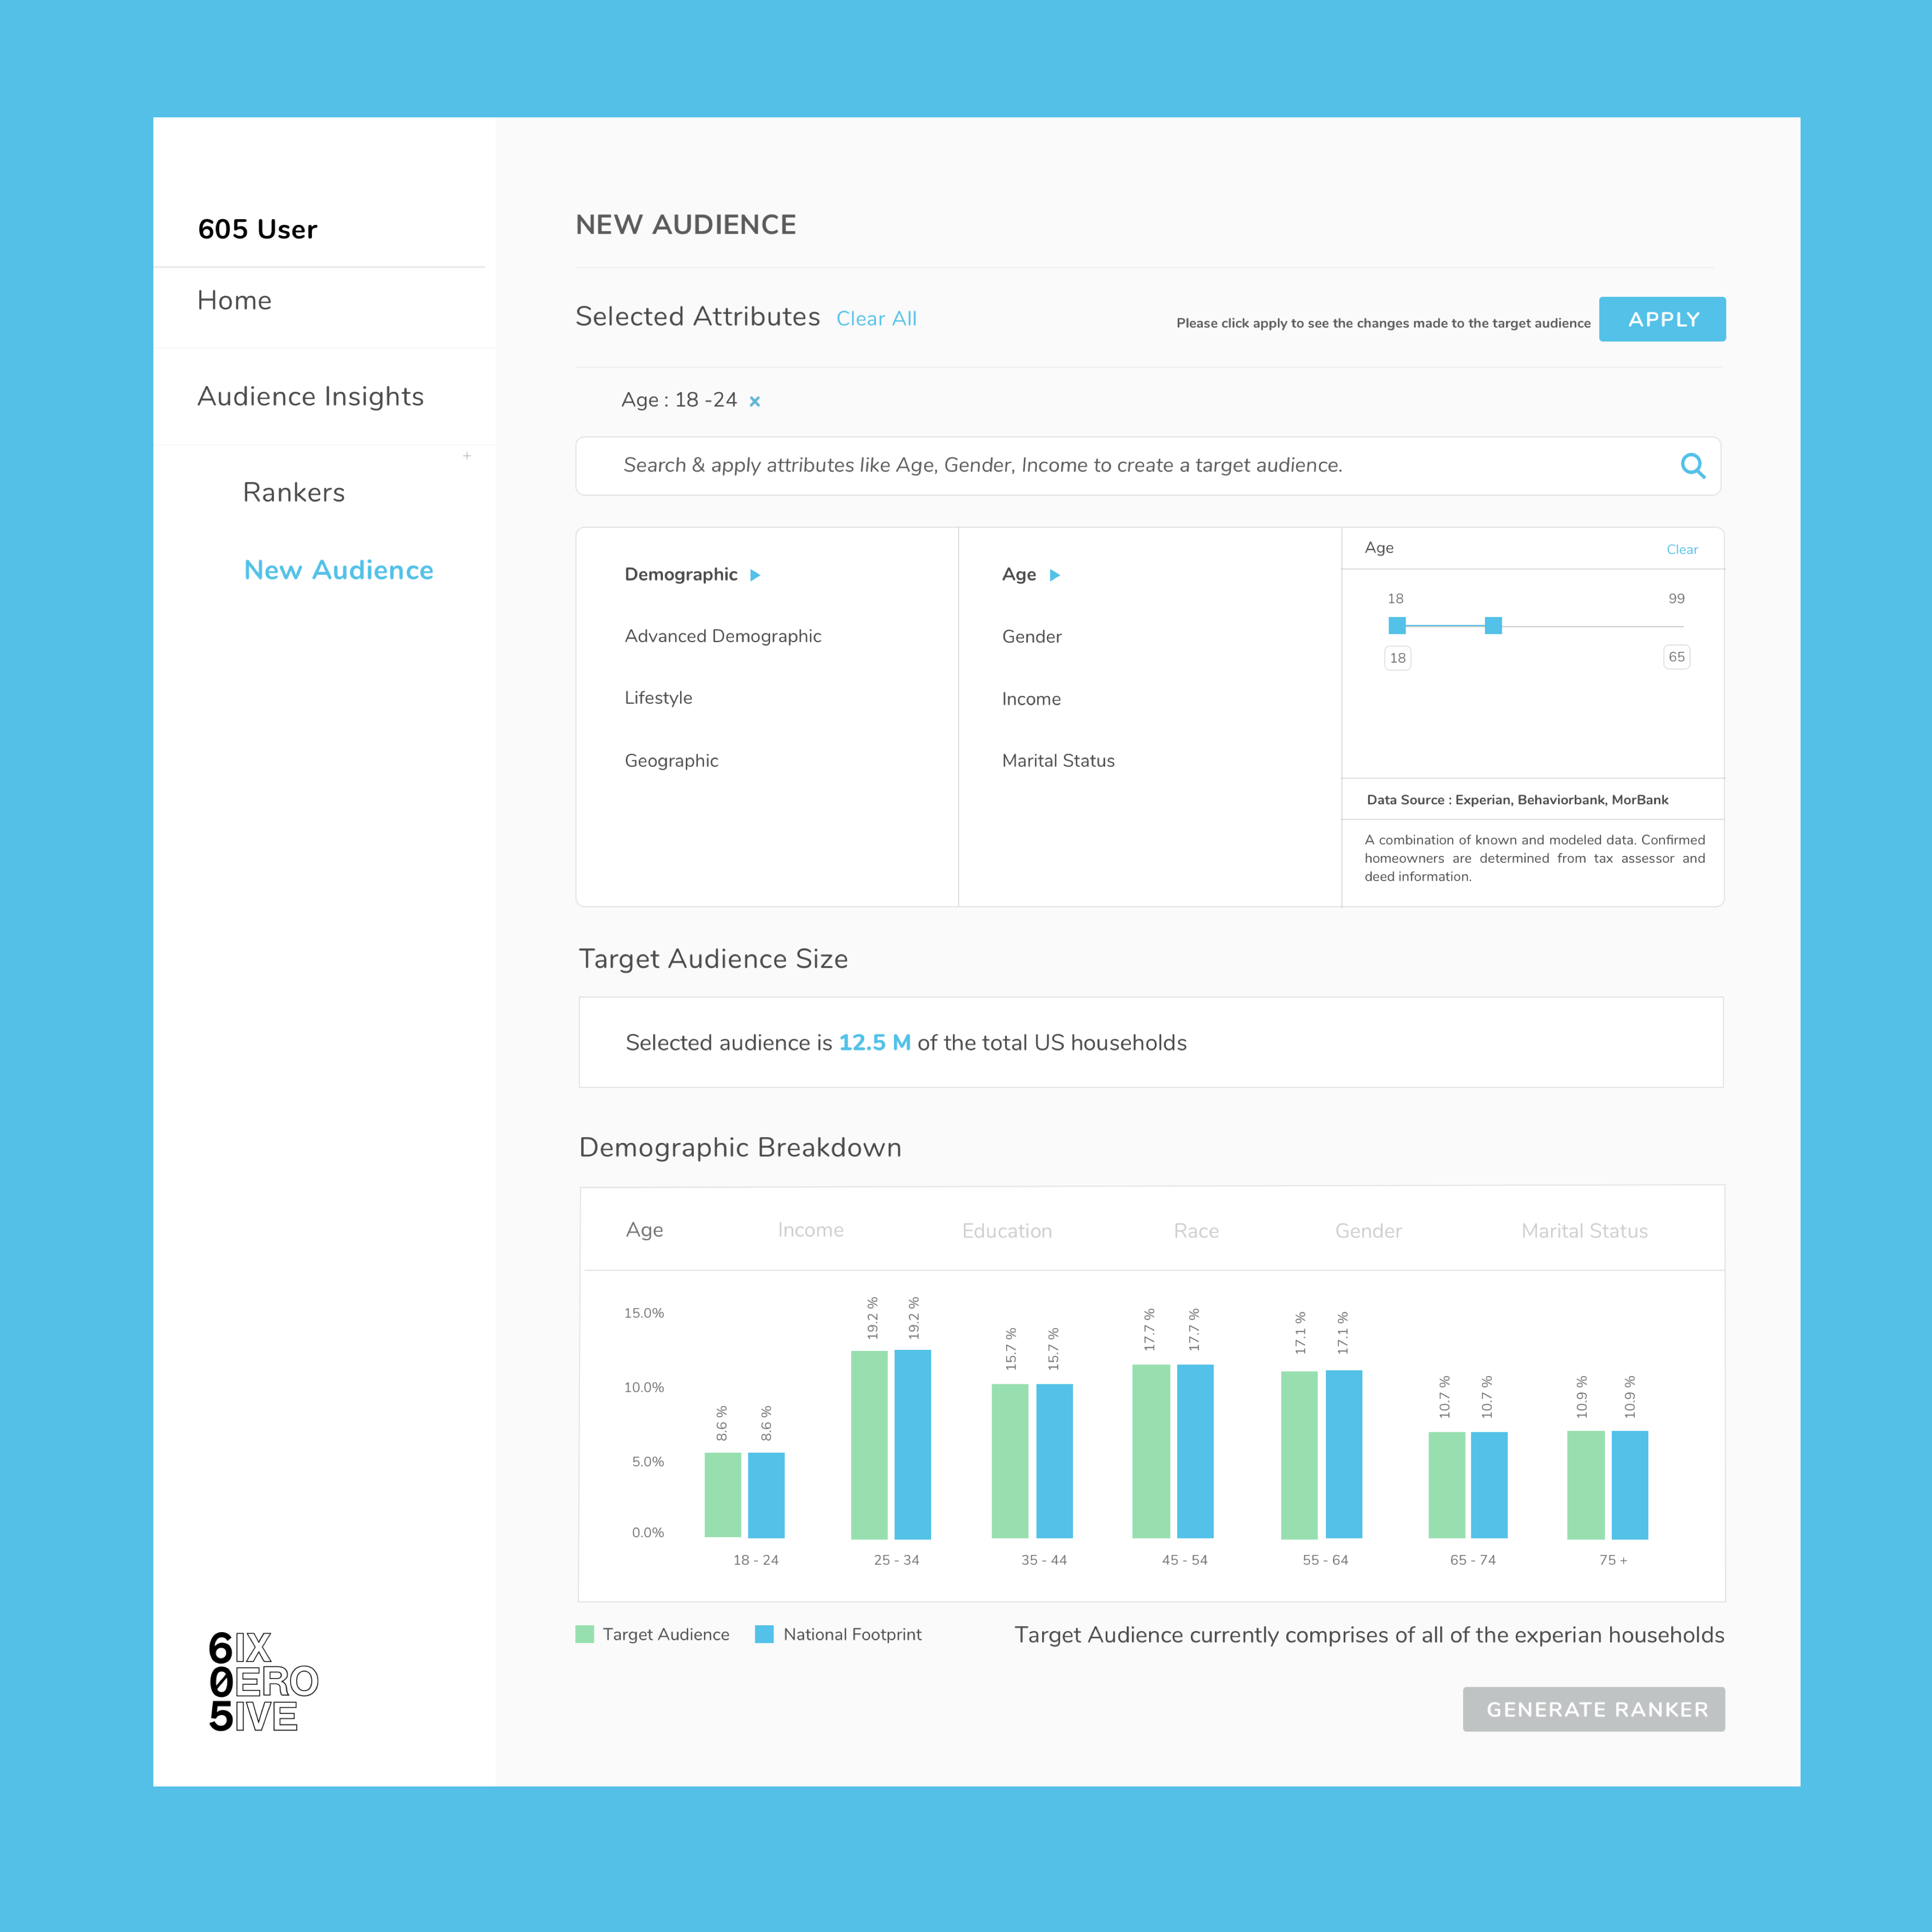 605 User
Home
Audience Insights
+
Rankers
New Audience
6IX
0ERO
5IVE
NEW AUDIENCE
Selected Attributes Clear All
Please click apply to see the changes made to the target audience APPLY
Age : 18 -24 ×
Search & apply attributes like Age, Gender, Income to create a target audience.
Demographic
Advanced Demographic
Lifestyle
Geographic
Age
Gender
Income
Marital Status
Age Clear
18 99
18 65
Data Source : Experian, Behaviorbank, MorBank
A combination of known and modeled data. Confirmed
homeowners are determined from tax assessor and
deed information.
Target Audience Size
Selected audience is 12.5 M of the total US households
Demographic Breakdown
Age Income Education Race Gender Marital Status
15.0%
10.0%
5.0%
0.0%
8.6 % 8.6 %
19.2 % 19.2 %
15.7 % 15.7 %
17.7 % 17.7 %
17.1 % 17.1 %
10.7 % 10.7 %
10.9 % 10.9 %
18 - 24 25 - 34 35 - 44 45 - 54 55 - 64 65 - 74 75 +
Target Audience National Footprint
Target Audience currently comprises of all of the experian households
GENERATE RANKER